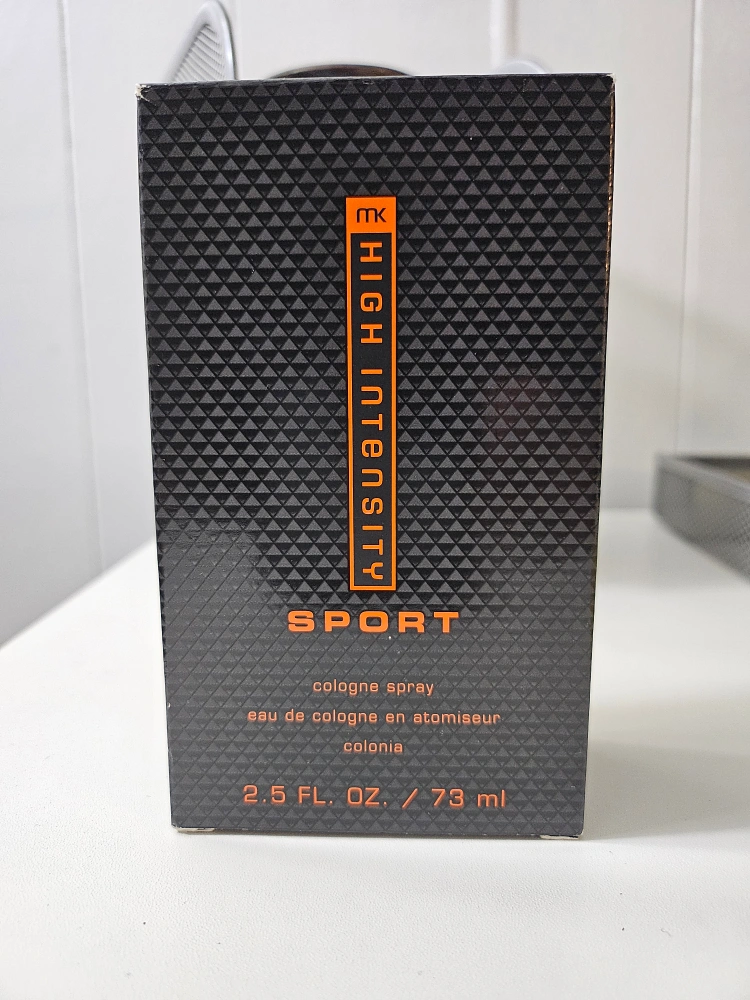 mK
HIGH INTENSITY
SPORT
cologne spray
eau de cologne en atomiseur
colonia
2.5 FL. OZ. / 73 ml